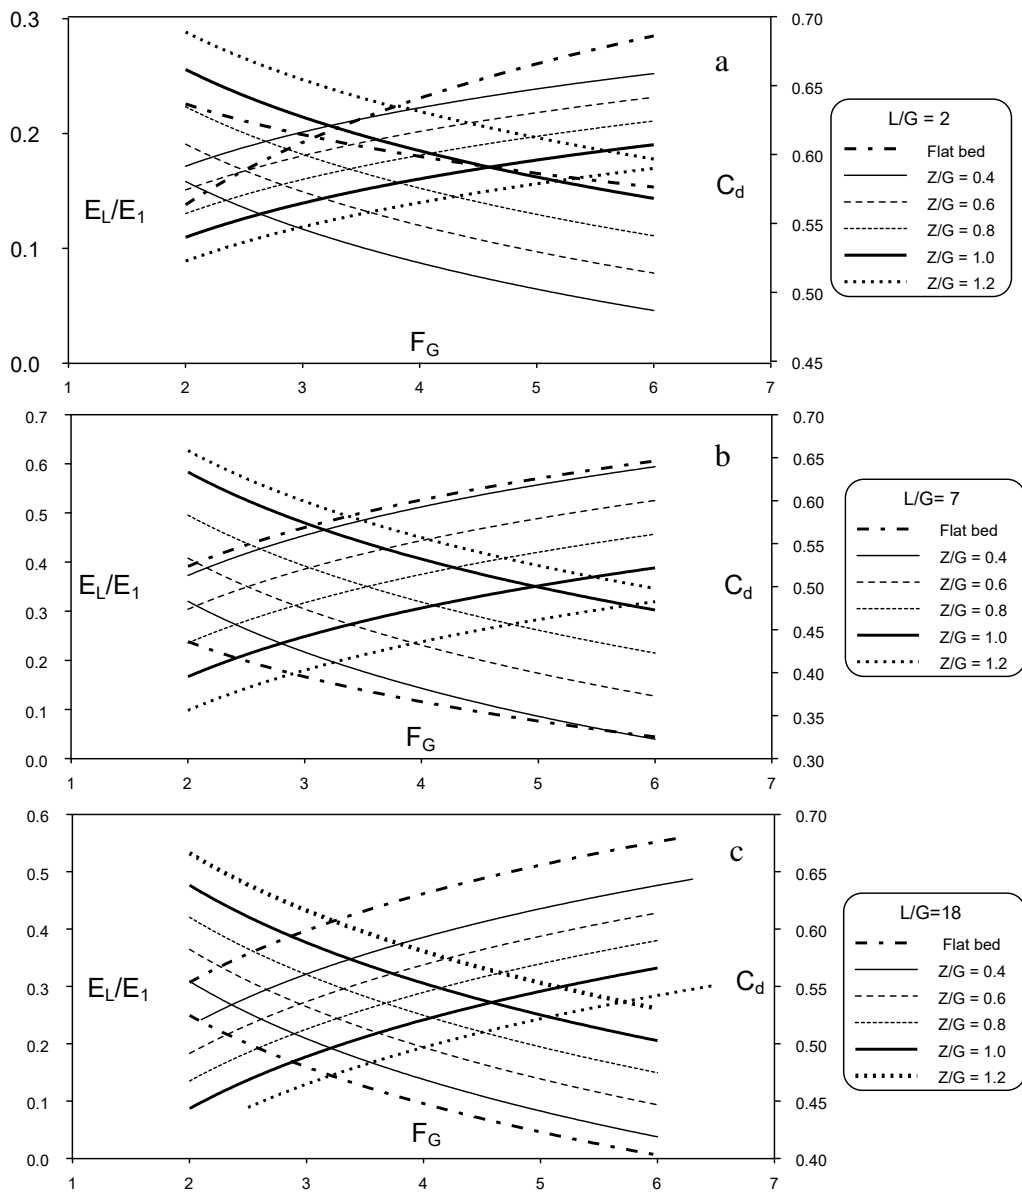 0.3
0.2
0.1
0.0
E_L/E_1
a
C_d
F_G
0.70
0.65
0.60
0.55
0.50
0.45
1 2 3 4 5 6 7
L/G = 2
Flat bed
Z/G = 0.4
Z/G = 0.6
Z/G = 0.8
Z/G = 1.0
Z/G = 1.2
0.7
0.6
0.5
0.4
0.3
0.2
0.1
0.0
E_L/E_1
b
C_d
F_G
0.70
0.65
0.60
0.55
0.50
0.45
0.40
0.35
0.30
1 2 3 4 5 6 7
L/G= 7
Flat bed
Z/G = 0.4
Z/G = 0.6
Z/G = 0.8
Z/G = 1.0
Z/G = 1.2
0.6
0.5
0.4
0.3
0.2
0.1
0.0
E_L/E_1
c
C_d
F_G
0.70
0.65
0.60
0.55
0.50
0.45
0.40
1 2 3 4 5 6 7
L/G=18
Flat bed
Z/G = 0.4
Z/G = 0.6
Z/G = 0.8
Z/G = 1.0
Z/G = 1.2